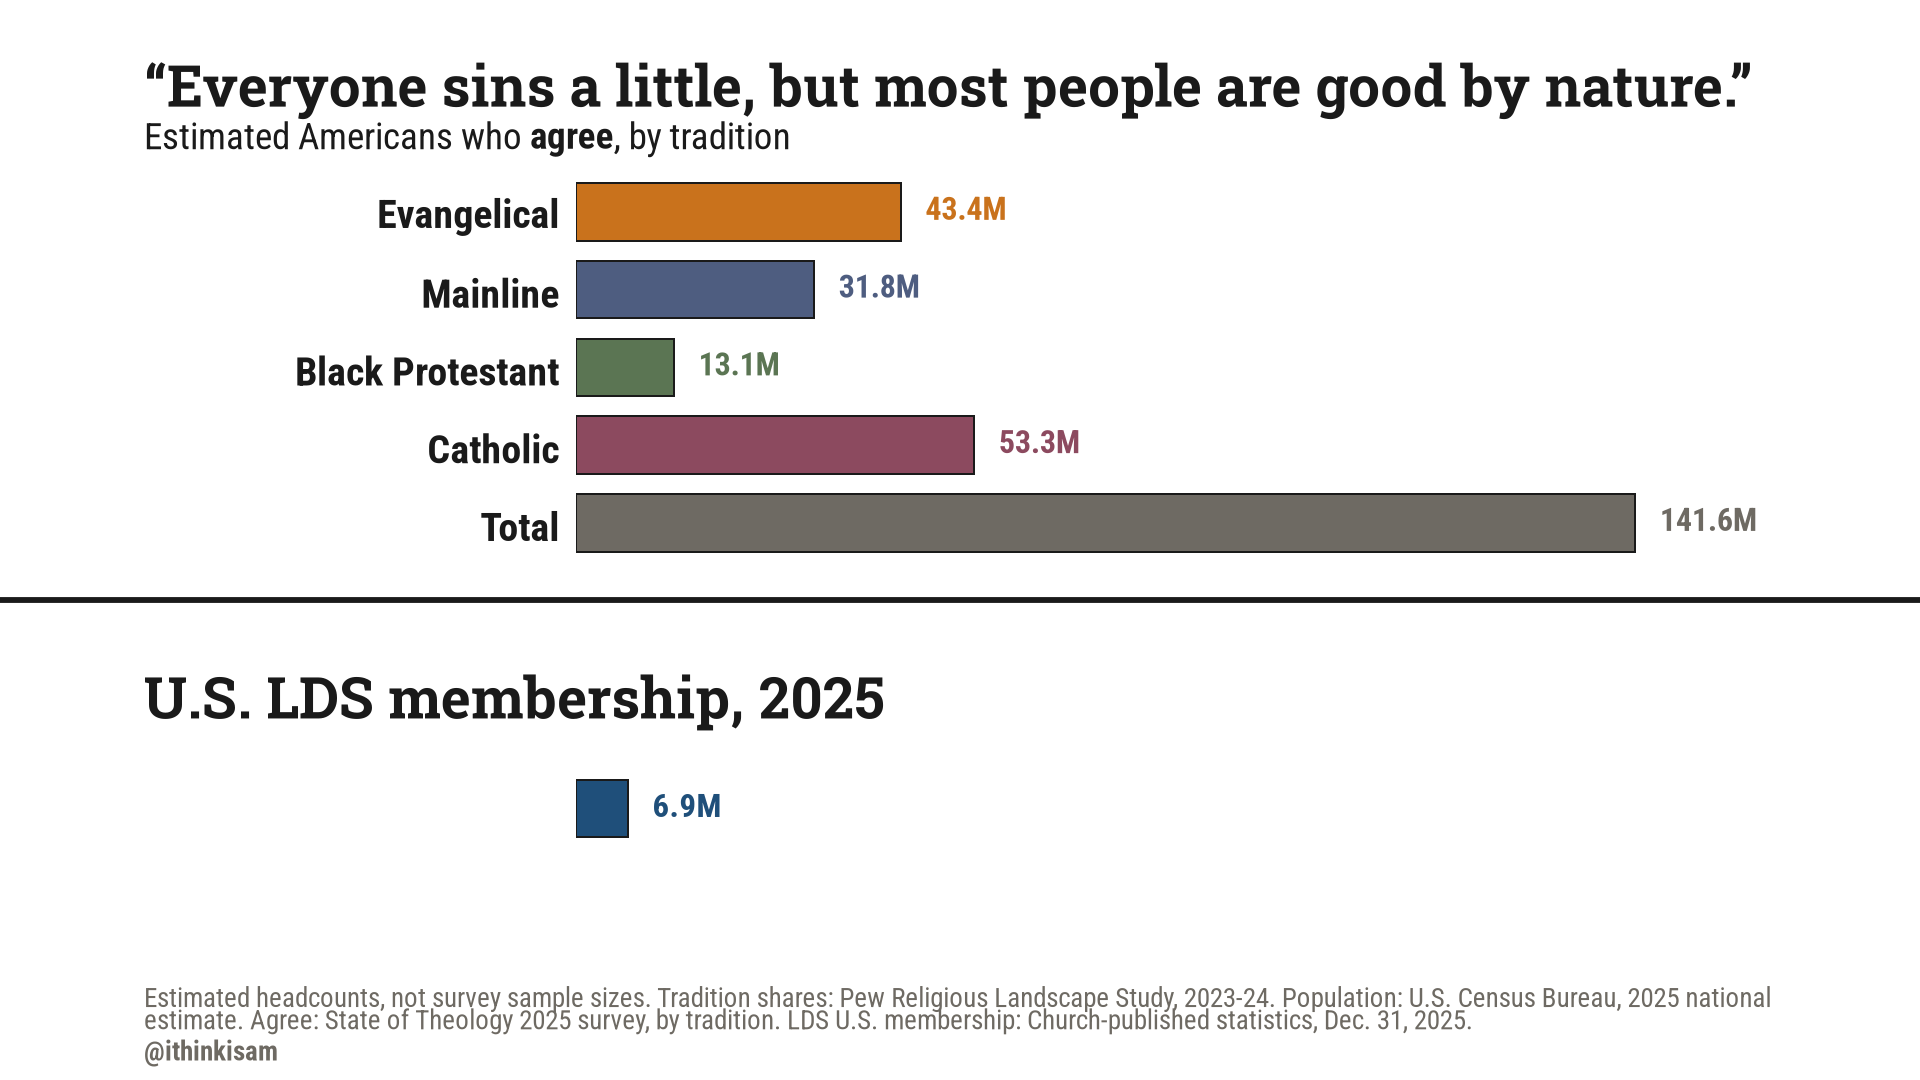 “Everyone sins a little, but most people are good by nature.”
Estimated Americans who agree, by tradition
Evangelical 43.4M
Mainline 31.8M
Black Protestant 13.1M
Catholic 53.3M
Total 141.6M
U.S. LDS membership, 2025
6.9M
Estimated headcounts, not survey sample sizes. Tradition shares: Pew Religious Landscape Study, 2023-24. Population: U.S. Census Bureau, 2025 national
estimate. Agree: State of Theology 2025 survey, by tradition. LDS U.S. membership: Church-published statistics, Dec. 31, 2025.
@ithinkisam